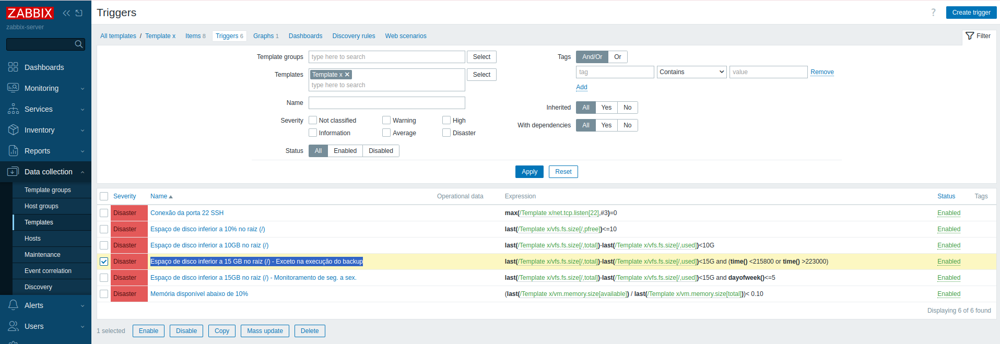 ZABBIX
zabbix-server
Dashboards
Monitoring
Services
Inventory
Reports
Data collection
Template groups
Host groups
Templates
Hosts
Maintenance
Event correlation
Discovery
Alerts
Users
Triggers
? Create trigger
All templates / Template x Items 8 Triggers 6 Graphs 1 Dashboards Discovery rules Web scenarios
Filter
Template groups type here to search Select
Templates Template x type here to search Select
Name
Severity Not classified Warning High
Information Average Disaster
Status All Enabled Disabled
Tags And/Or Or
tag Contains value Remove
Add
Inherited All Yes No
With dependencies All Yes No
Apply Reset
Severity Name Operational data Expression Status Tags
Disaster Conexão da porta 22 SSH max(/Template x/net.tcp.listen[22],#3)=0 Enabled
Disaster Espaço de disco inferior a 10% no raiz (/) last(/Template x/vfs.fs.size[/,pfree])<=10 Enabled
Disaster Espaço de disco inferior a 10GB no raiz (/) last(/Template x/vfs.fs.size[/,total])-last(/Template x/vfs.fs.size[/,used])<10G Enabled
Disaster Espaço de disco inferior a 15 GB no raiz (/) - Exceto na execução do backup last(/Template x/vfs.fs.size[/,total])-last(/Template x/vfs.fs.size[/,used])<15G and (time() <215800 or time() >223000) Enabled
Disaster Espaço de disco inferior a 15GB no raiz (/) - Monitoramento de seg. a sex. last(/Template x/vfs.fs.size[/,total])-last(/Template x/vfs.fs.size[/,used])<15G and dayofweek()<=5 Enabled
Disaster Memória disponível abaixo de 10% (last(/Template x/vm.memory.size[available]) / last(/Template x/vm.memory.size[total]))< 0.10 Enabled
Displaying 6 of 6 found
1 selected Enable Disable Copy Mass update Delete